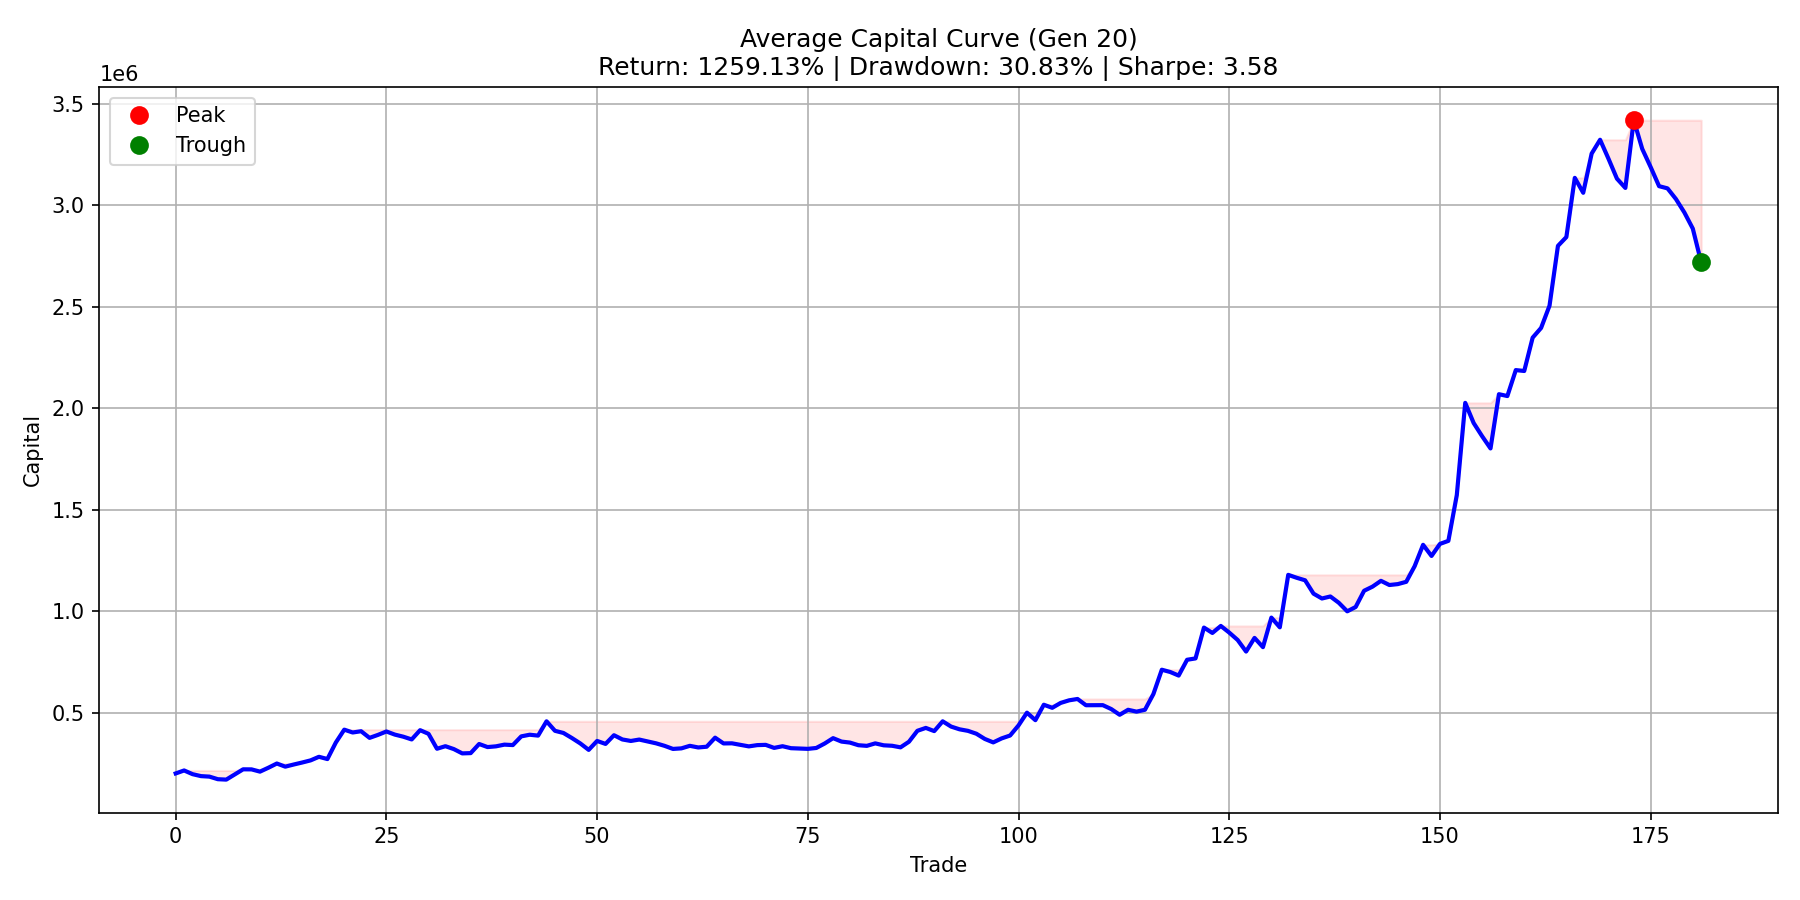 Average Capital Curve (Gen 20)
Return: 1259.13% | Drawdown: 30.83% | Sharpe: 3.58
1e6
Peak
Trough
3.5
3.0
2.5
2.0
1.5
1.0
0.5
Capital
0 25 50 75 100 125 150 175
Trade